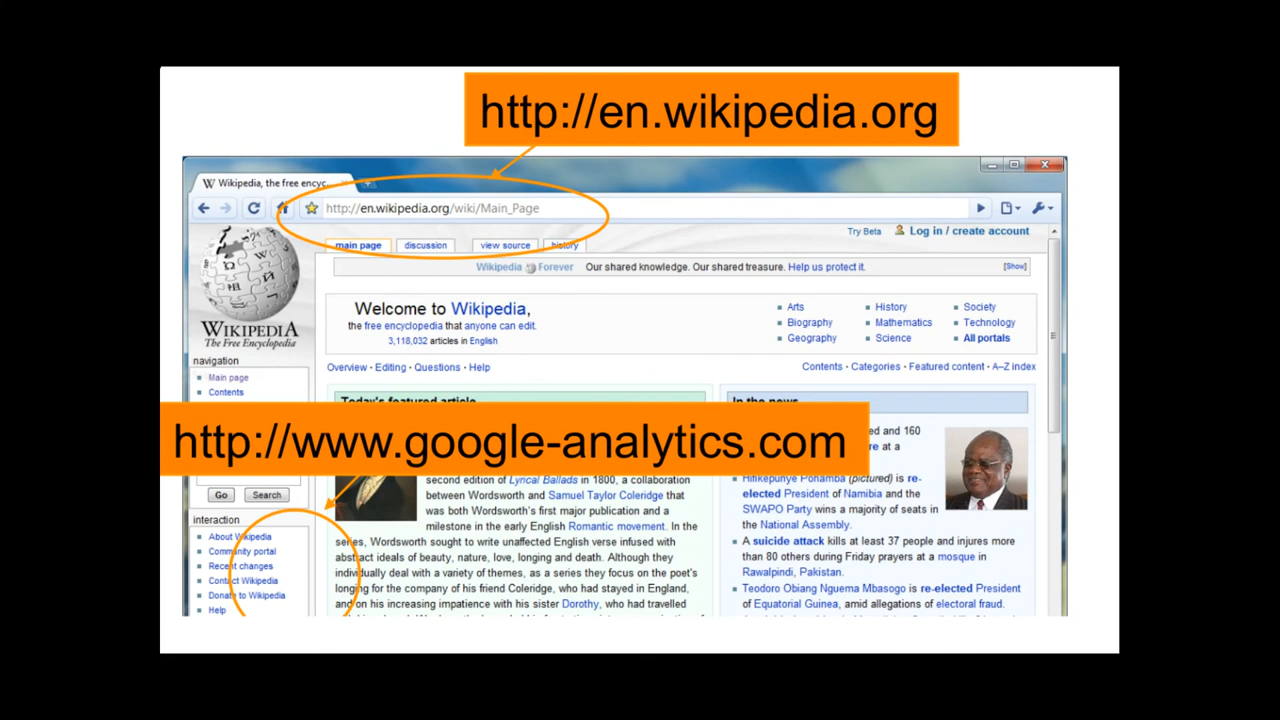 http://en.wikipedia.org
Wikipedia, the free ency...
http://en.wikipedia.org/wiki/Main_Page
Try Beta Log in / create account
main page discussion view source history
Wikipedia Forever Our shared knowledge. Our shared treasure. Help us protect it. [Show]
WIKIPEDIA
The Free Encyclopedia
navigation
Main page
Contents
Welcome to Wikipedia,
the free encyclopedia that anyone can edit.
3,118,032 articles in English
Arts History Society
Biography Mathematics Technology
Geography Science All portals
Overview · Editing · Questions · Help
Contents · Categories · Featured content · A–Z index
Today's featured article
In the news
http://www.google-analytics.com
Go Search
interaction
About Wikipedia
Community portal
Recent changes
Contact Wikipedia
Donate to Wikipedia
Help
second edition of Lyrical Ballads in 1800, a collaboration
between Wordsworth and Samuel Taylor Coleridge that
was both Wordsworth's first major publication and a
milestone in the early English Romantic movement. In the
series, Wordsworth sought to write unaffected English verse infused with
abstract ideals of beauty, nature, love, longing and death. Although they
individually deal with a variety of themes, as a series they focus on the poet's
longing for the company of his friend Coleridge, who had stayed in England,
and on his increasing impatience with his sister Dorothy, who had travelled
ed and 160
re at a
Hifikepunye Pohamba (pictured) is re-
elected President of Namibia and the
SWAPO Party wins a majority of seats in
the National Assembly.
A suicide attack kills at least 37 people and injures more
than 80 others during Friday prayers at a mosque in
Rawalpindi, Pakistan.
Teodoro Obiang Nguema Mbasogo is re-elected President
of Equatorial Guinea, amid allegations of electoral fraud.